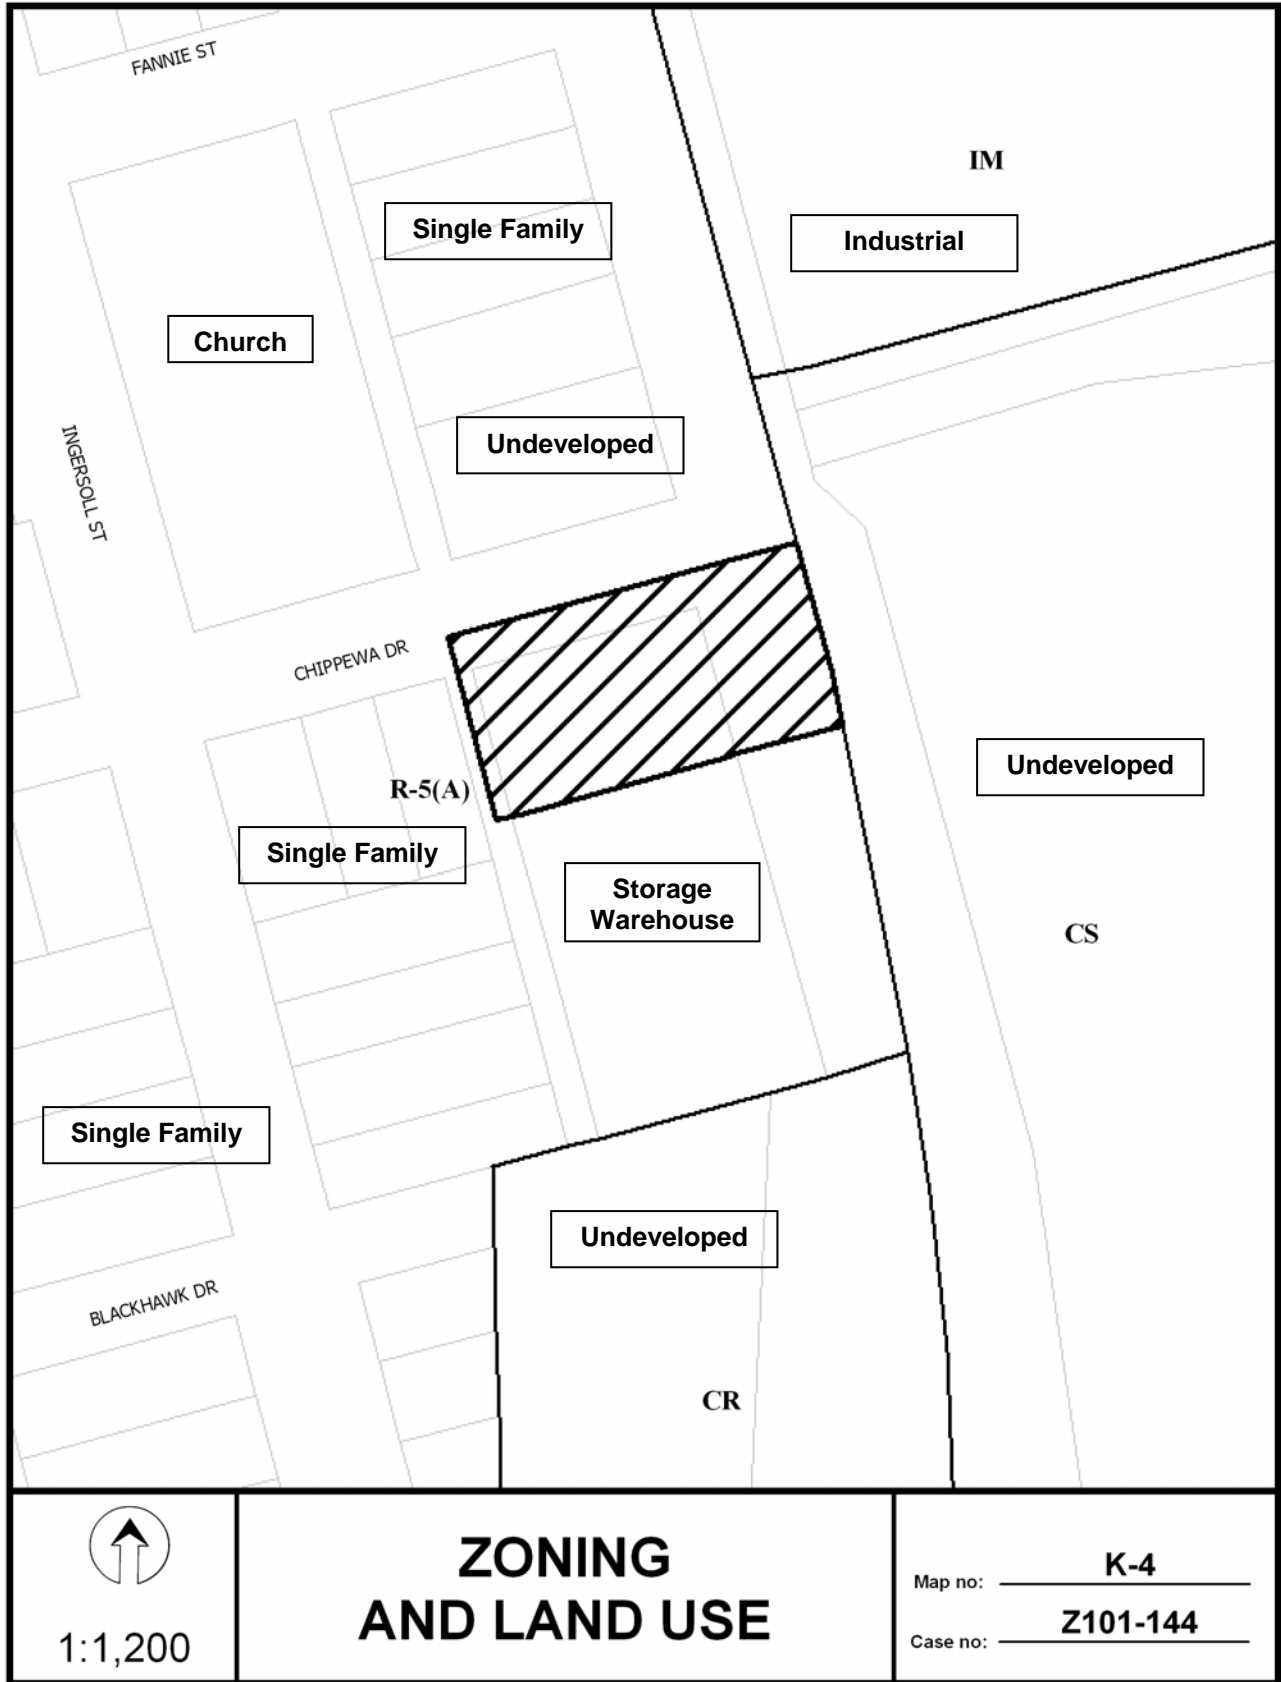 FANNIE ST
IM
Single Family
Industrial
Church
Undeveloped
INGERSOLL ST
CHIPPEWA DR
R-5(A)
Undeveloped
Single Family
Storage
Warehouse
CS
Single Family
Undeveloped
BLACKHAWK DR
CR
1:1,200
ZONING
AND LAND USE
Map no: K-4
Case no: Z101-144